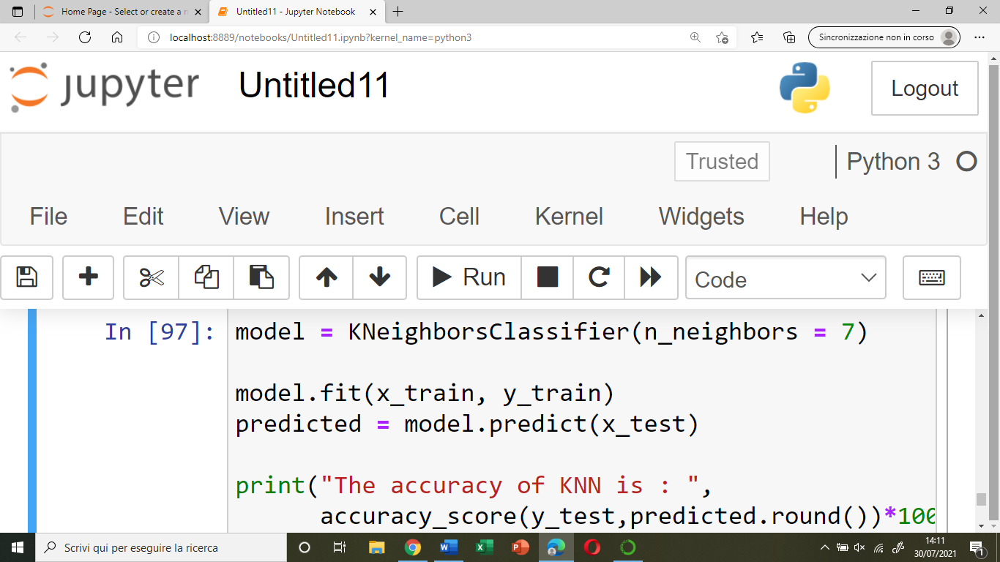 Home Page - Select or create a n
Untitled11 - Jupyter Notebook
localhost:8889/notebooks/Untitled11.ipynb?kernel_name=python3
Sincronizzazione non in corso
jupyter Untitled11
Logout
Trusted
Python 3
File Edit View Insert Cell Kernel Widgets Help
Run
Code
In [97]: model = KNeighborsClassifier(n_neighbors = 7)
model.fit(x_train, y_train)
predicted = model.predict(x_test)
print("The accuracy of KNN is : ",
accuracy_score(y_test,predicted.round())*100
Scrivi qui per eseguire la ricerca
14:11
30/07/2021
1